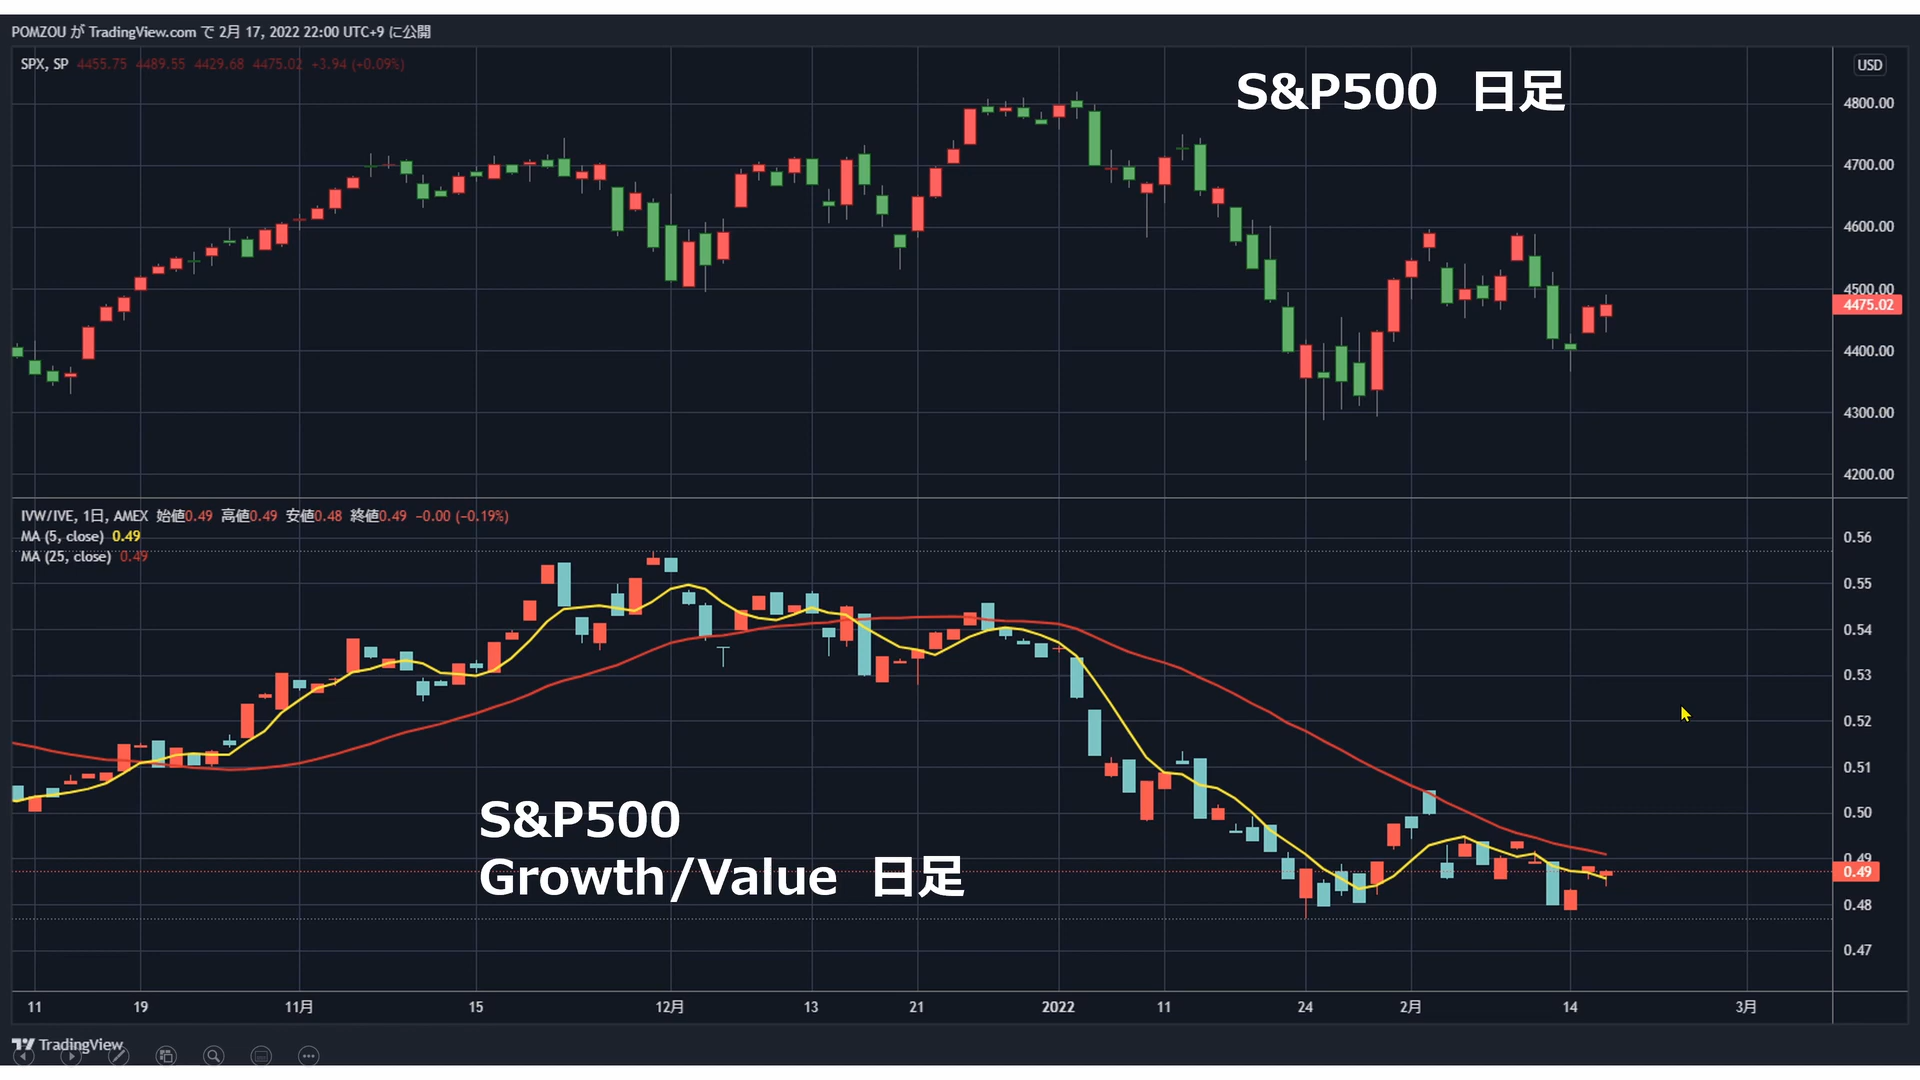 POMZOU が TradingView.com で 2月 17, 2022 22:00 UTC+9 に公開
SPX, SP 4455.75 4489.55 4429.68 4475.02 +3.94 (+0.09%)
S&P500 日足
USD
4800.00
4700.00
4600.00
4500.00
4475.02
4400.00
4300.00
4200.00
IVW/IVE, 1日, AMEX 始値0.49 高値0.49 安値0.48 終値0.49 −0.00 (−0.19%)
MA (5, close) 0.49
MA (25, close) 0.49
0.56
0.55
0.54
0.53
0.52
0.51
0.50
0.49
0.49
0.48
0.47
S&P500
Growth/Value 日足
11 19 11月 15 12月 13 21 2022 11 24 2月 14 3月
TradingView